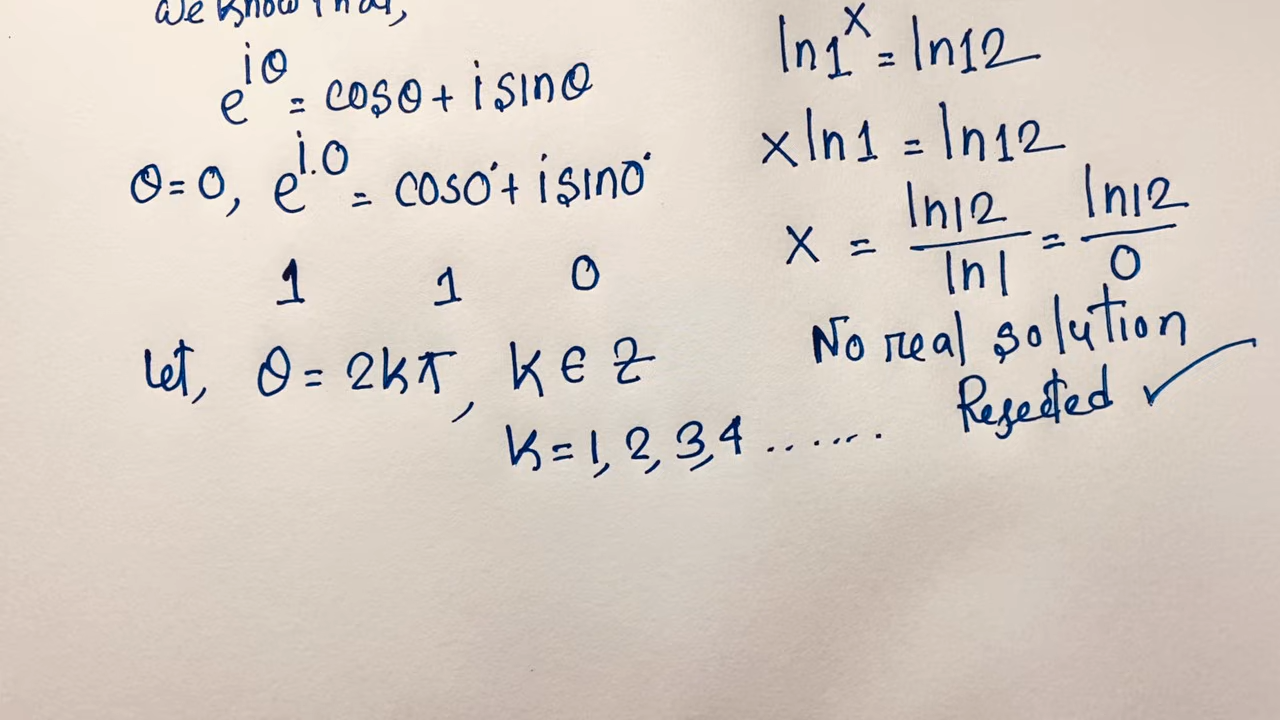 We know that,
e^iθ = cosθ + i sinθ
θ=0, e^i.0 = cos0° + i sin0°
1 1 0
let, θ = 2kπ, k ∈ Z
k = 1, 2, 3, 4 .......
ln1^x = ln12
x ln1 = ln12
x = ln12/ln1 = ln12/0
No real solution
Rejected ✓